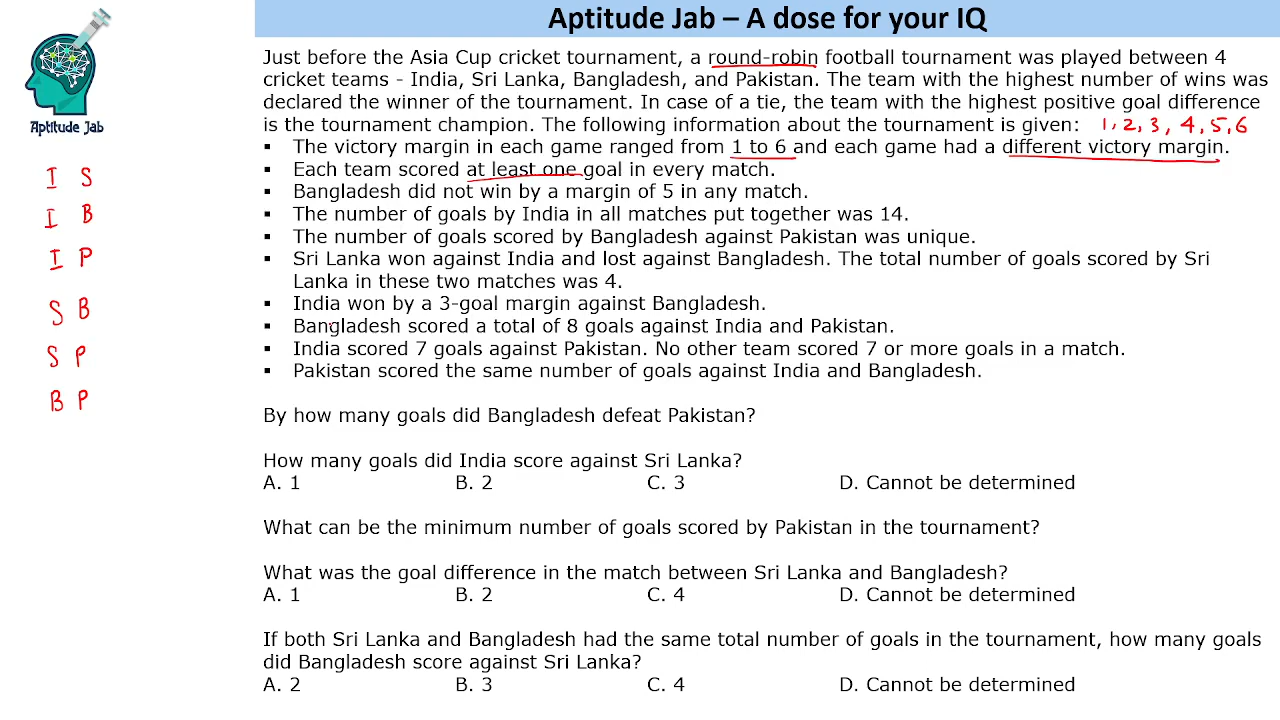 Aptitude Jab – A dose for your IQ
Aptitude Jab
Just before the Asia Cup cricket tournament, a round-robin football tournament was played between 4
cricket teams - India, Sri Lanka, Bangladesh, and Pakistan. The team with the highest number of wins was
declared the winner of the tournament. In case of a tie, the team with the highest positive goal difference
is the tournament champion. The following information about the tournament is given: 1, 2, 3, 4, 5, 6
▪ The victory margin in each game ranged from 1 to 6 and each game had a different victory margin.
▪ Each team scored at least one goal in every match.
▪ Bangladesh did not win by a margin of 5 in any match.
▪ The number of goals by India in all matches put together was 14.
▪ The number of goals scored by Bangladesh against Pakistan was unique.
▪ Sri Lanka won against India and lost against Bangladesh. The total number of goals scored by Sri
Lanka in these two matches was 4.
▪ India won by a 3-goal margin against Bangladesh.
▪ Bangladesh scored a total of 8 goals against India and Pakistan.
▪ India scored 7 goals against Pakistan. No other team scored 7 or more goals in a match.
▪ Pakistan scored the same number of goals against India and Bangladesh.
I S
I B
I P
S B
S P
B P
By how many goals did Bangladesh defeat Pakistan?
How many goals did India score against Sri Lanka?
A. 1 B. 2 C. 3 D. Cannot be determined
What can be the minimum number of goals scored by Pakistan in the tournament?
What was the goal difference in the match between Sri Lanka and Bangladesh?
A. 1 B. 2 C. 4 D. Cannot be determined
If both Sri Lanka and Bangladesh had the same total number of goals in the tournament, how many goals
did Bangladesh score against Sri Lanka?
A. 2 B. 3 C. 4 D. Cannot be determined